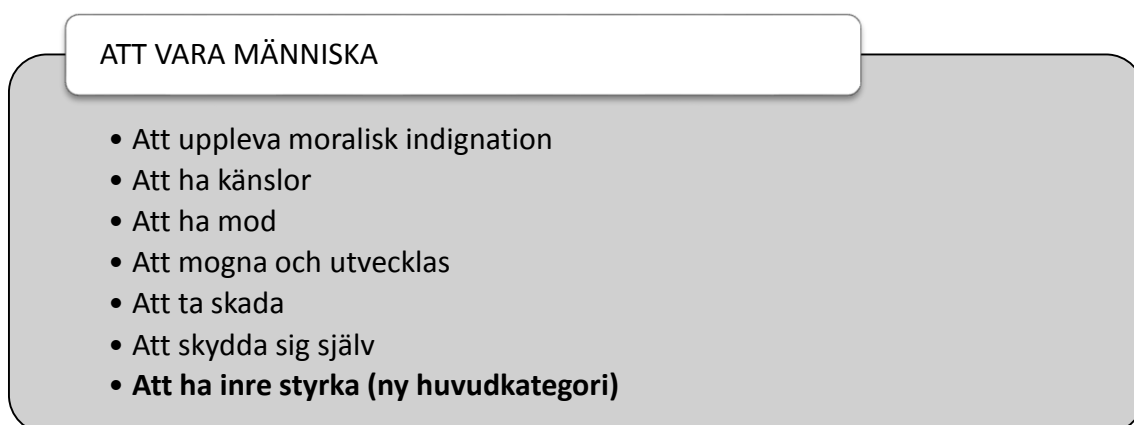 ATT VARA MÄNNISKA
• Att uppleva moralisk indignation
• Att ha känslor
• Att ha mod
• Att mogna och utvecklas
• Att ta skada
• Att skydda sig själv
• Att ha inre styrka (ny huvudkategori)